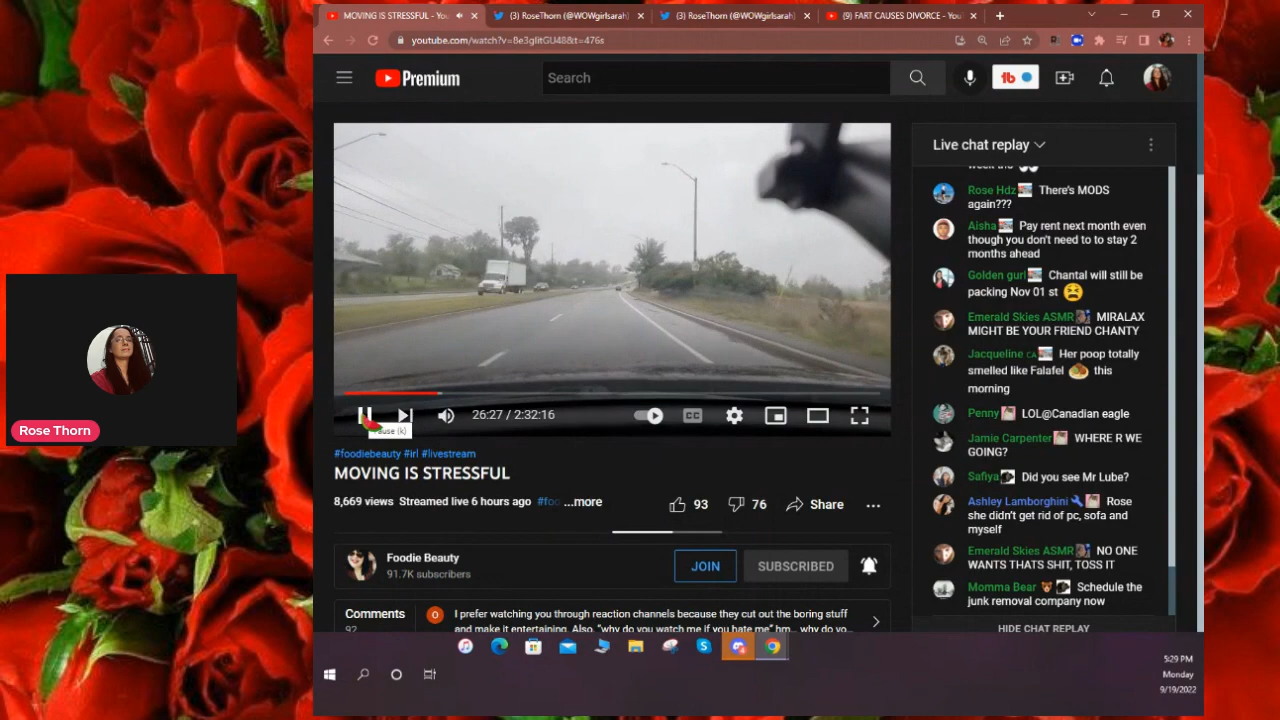 MOVING IS STRESSFUL - You
(3) RoseThorn (@WOWgirlsarah)
(3) RoseThorn (@WOWgirlsarah)
(9) FART CAUSES DIVORCE - You
Premium
Search
Live chat replay
Rose Hdz There's MODS
again???
Aisha Pay rent next month even
though you don't need to to stay 2
months ahead
Golden gurl Chantal will still be
packing Nov 01 st
Emerald Skies ASMR MIRALAX
MIGHT BE YOUR FRIEND CHANTY
Jacqueline CA Her poop totally
smelled like Falafel this
morning
Penny LOL@Canadian eagle
Jamie Carpenter WHERE R WE
GOING?
Safiya Did you see Mr Lube?
Ashley Lamborghini Rose
she didn't get rid of pc, sofa and
myself
Emerald Skies ASMR NO ONE
WANTS THATS SHIT, TOSS IT
Momma Bear Schedule the
junk removal company now
HIDE CHAT REPLAY
26:27 / 2:32:16
CC
Pause (k)
#foodiebeauty #irl #livestream
MOVING IS STRESSFUL
8,669 views Streamed live 6 hours ago #foo ...more
93
76
Share
Foodie Beauty
91.7K subscribers
JOIN
SUBSCRIBED
Comments
92
I prefer watching you through reaction channels because they cut out the boring stuff
and make it entertaining. Also, "why do you watch me if you hate me" hm... why do yo...
Rose Thorn
5:29 PM
Monday
9/19/2022